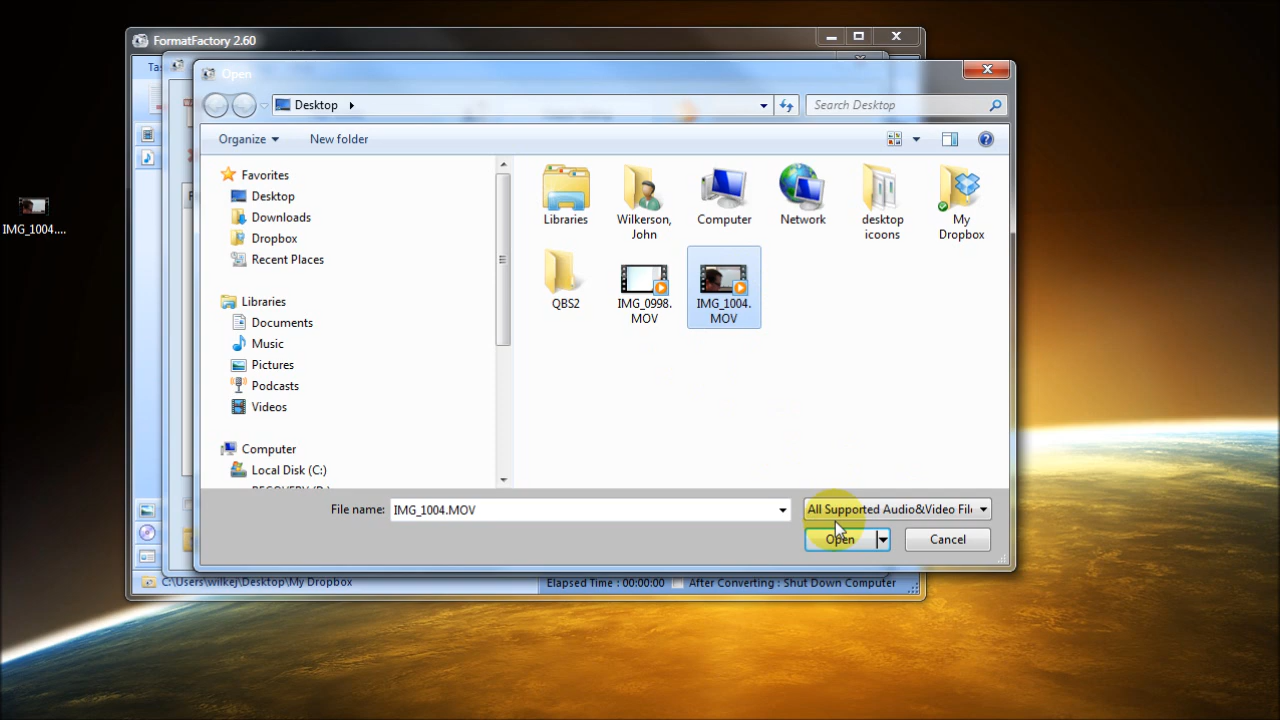 FormatFactory 2.60
Tas
Open
Desktop
Search Desktop
Organize
New folder
Favorites
Desktop
Downloads
Dropbox
Recent Places
Libraries
Documents
Music
Pictures
Podcasts
Videos
Computer
Local Disk (C:)
Libraries
Wilkerson,
John
Computer
Network
desktop
icoons
My
Dropbox
QBS2
IMG_0998.
MOV
IMG_1004.
MOV
IMG_1004....
File name:
IMG_1004.MOV
All Supported Audio&Video File
Open
Cancel
C:\Users\wilkej\Desktop\My Dropbox
Elapsed Time : 00:00:00
After Converting : Shut Down Computer